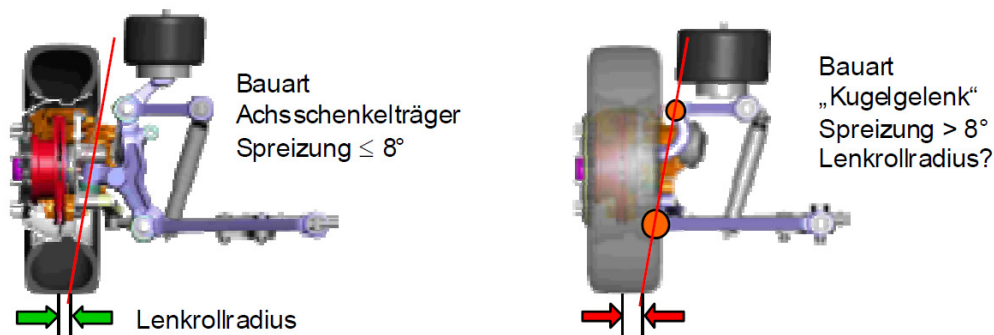 Bauart
Achsschenkelträger
Spreizung ≤ 8°
Lenkrollradius
Bauart
„Kugelgelenk“
Spreizung > 8°
Lenkrollradius?